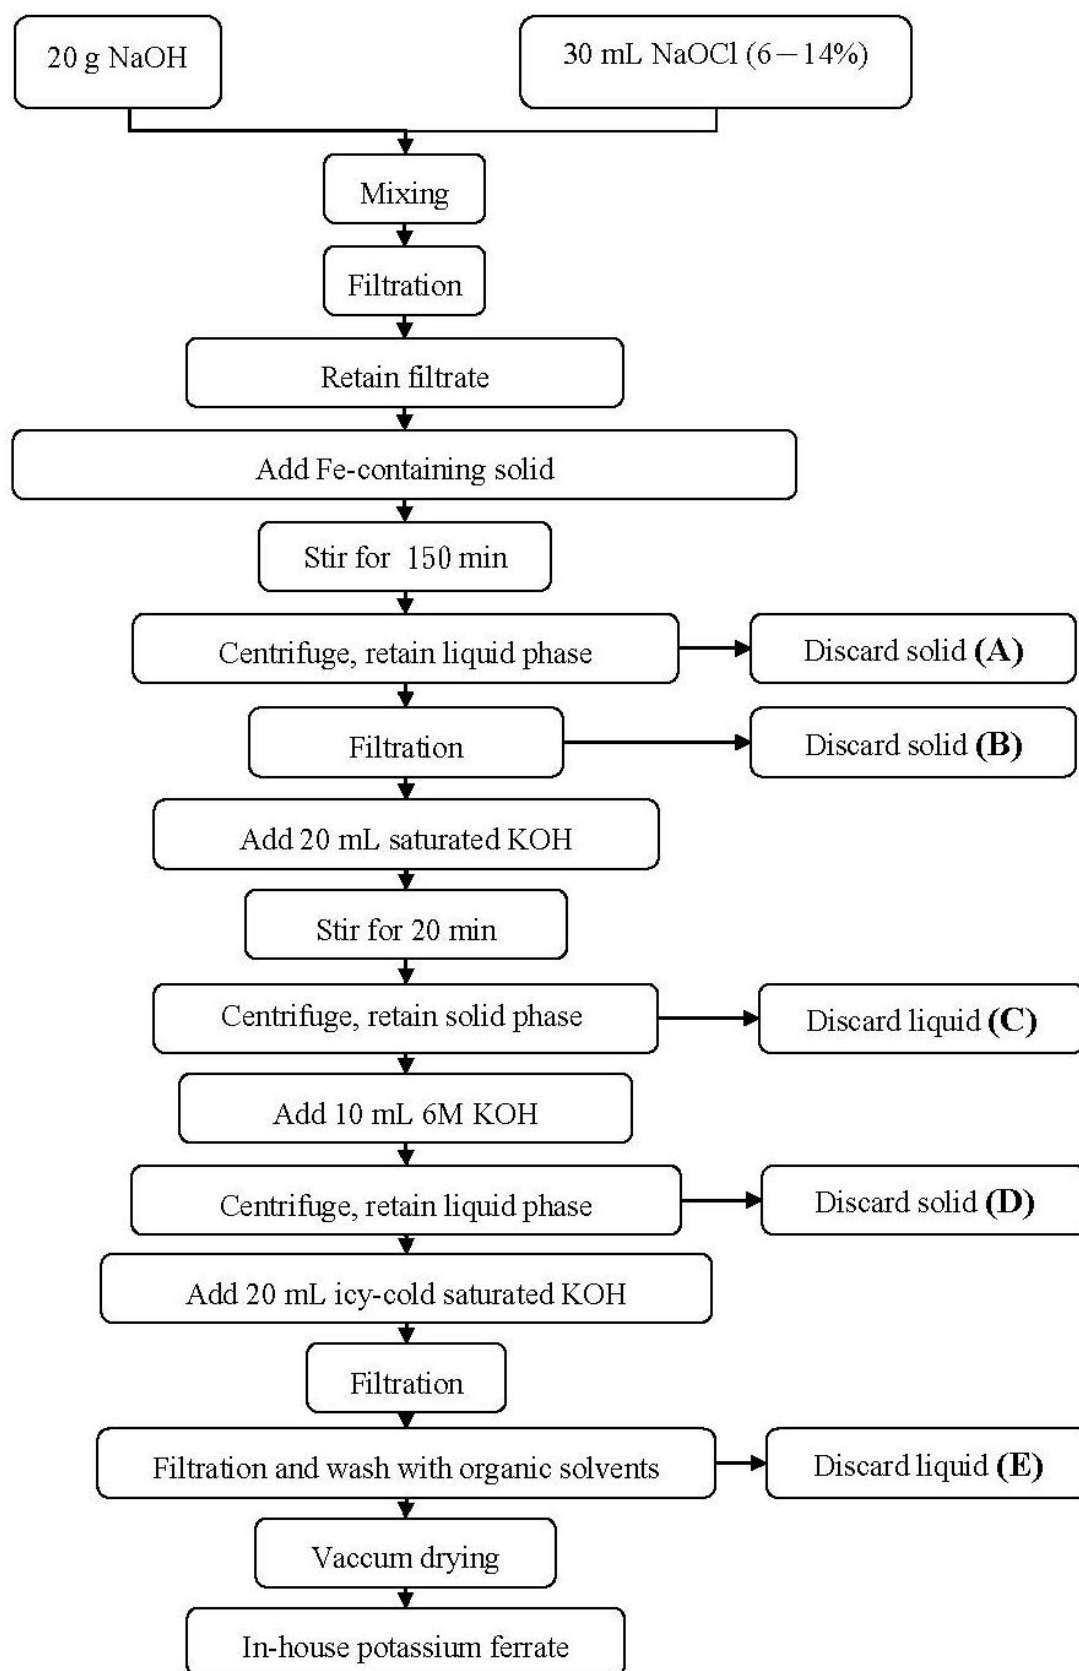 20 g NaOH
30 mL NaOCl (6－14%)
Mixing
Filtration
Retain filtrate
Add Fe-containing solid
Stir for 150 min
Centrifuge, retain liquid phase
Discard solid (A)
Filtration
Discard solid (B)
Add 20 mL saturated KOH
Stir for 20 min
Centrifuge, retain solid phase
Discard liquid (C)
Add 10 mL 6M KOH
Centrifuge, retain liquid phase
Discard solid (D)
Add 20 mL icy-cold saturated KOH
Filtration
Filtration and wash with organic solvents
Discard liquid (E)
Vaccum drying
In-house potassium ferrate